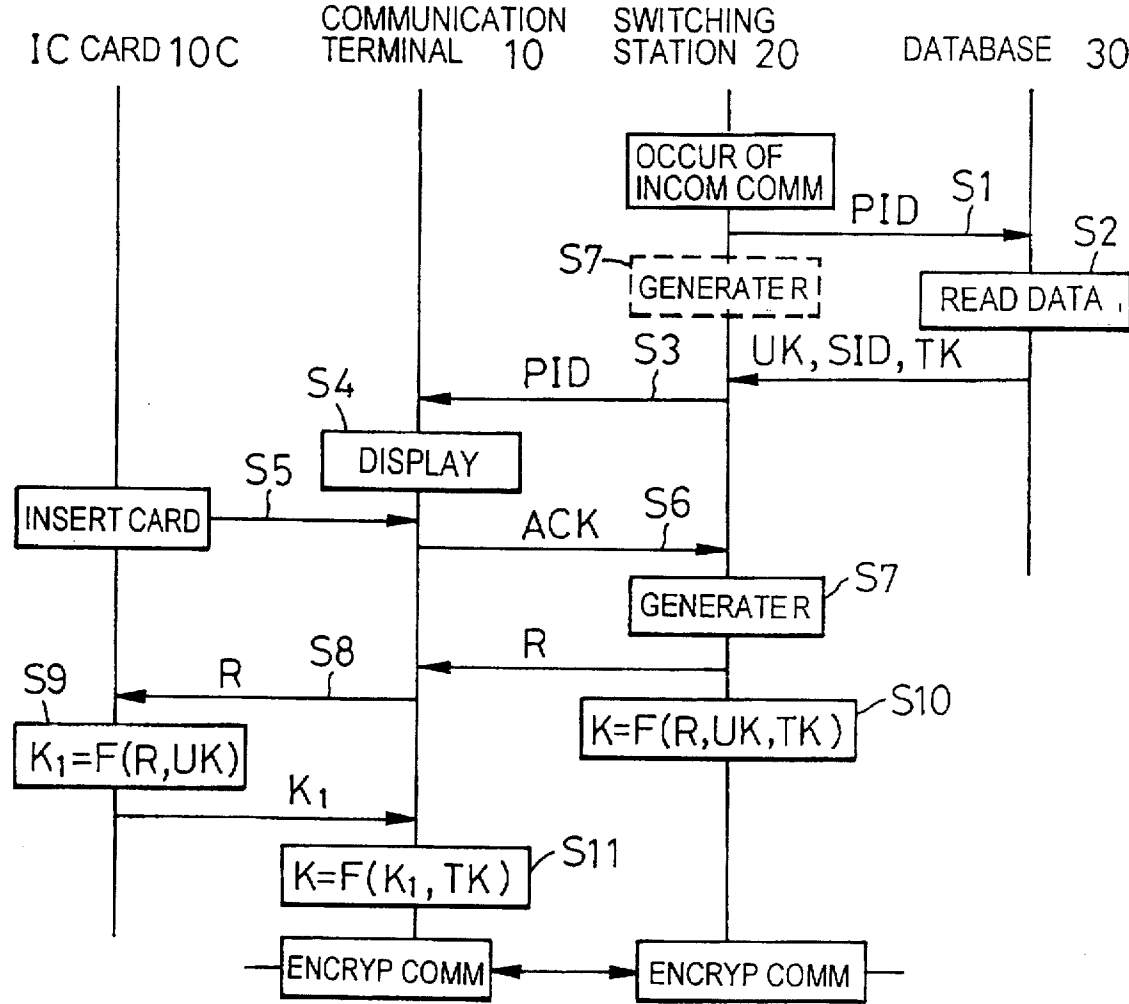 IC CARD 10C
COMMUNICATION
TERMINAL 10
SWITCHING
STATION 20
DATABASE 30
OCCUR OF
INCOM COMM
PID
S1
S2
S7
GENERATE R
READ DATA
UK, SID, TK
S3
PID
S4
DISPLAY
S5
INSERT CARD
ACK
S6
S7
GENERATE R
R
S8
R
S9
K1=F(R,UK)
S10
K=F(R,UK,TK)
K1
S11
K=F(K1, TK)
ENCRYP COMM
ENCRYP COMM